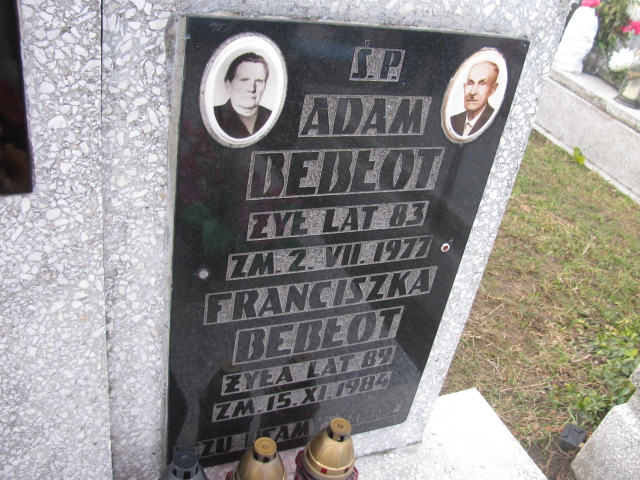 Ś.P.
ADAM
BEBŁOT
ŻYŁ LAT 83
ZM. 2. VII. 1977
FRANCISZKA
BEBŁOT
ŻYŁA LAT 89
ZM. 15. XI. 1984